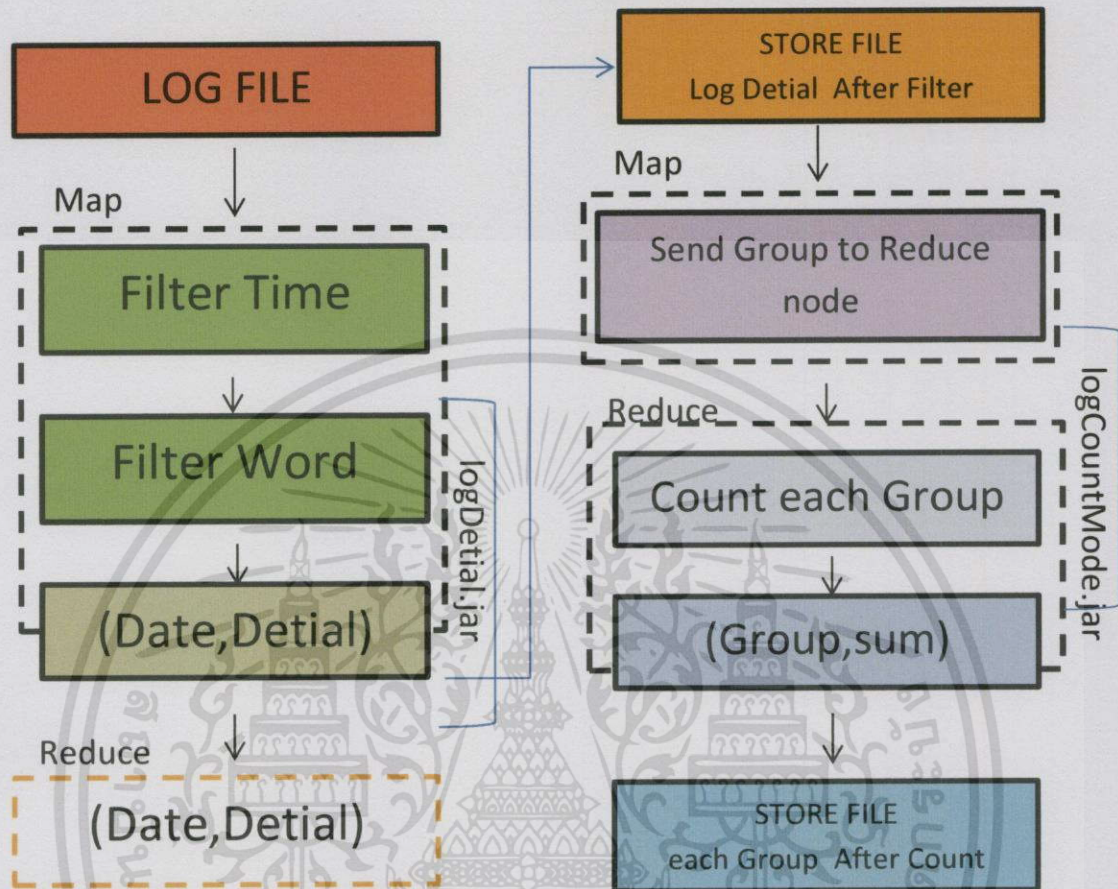 LOG FILE
Map
Filter Time
Filter Word
(Date,Detial)
logDetial.jar
Reduce
(Date,Detial)
STORE FILE
Log Detial After Filter
Map
Send Group to Reduce
node
Reduce
Count each Group
(Group,sum)
logCountMode.jar
STORE FILE
each Group After Count